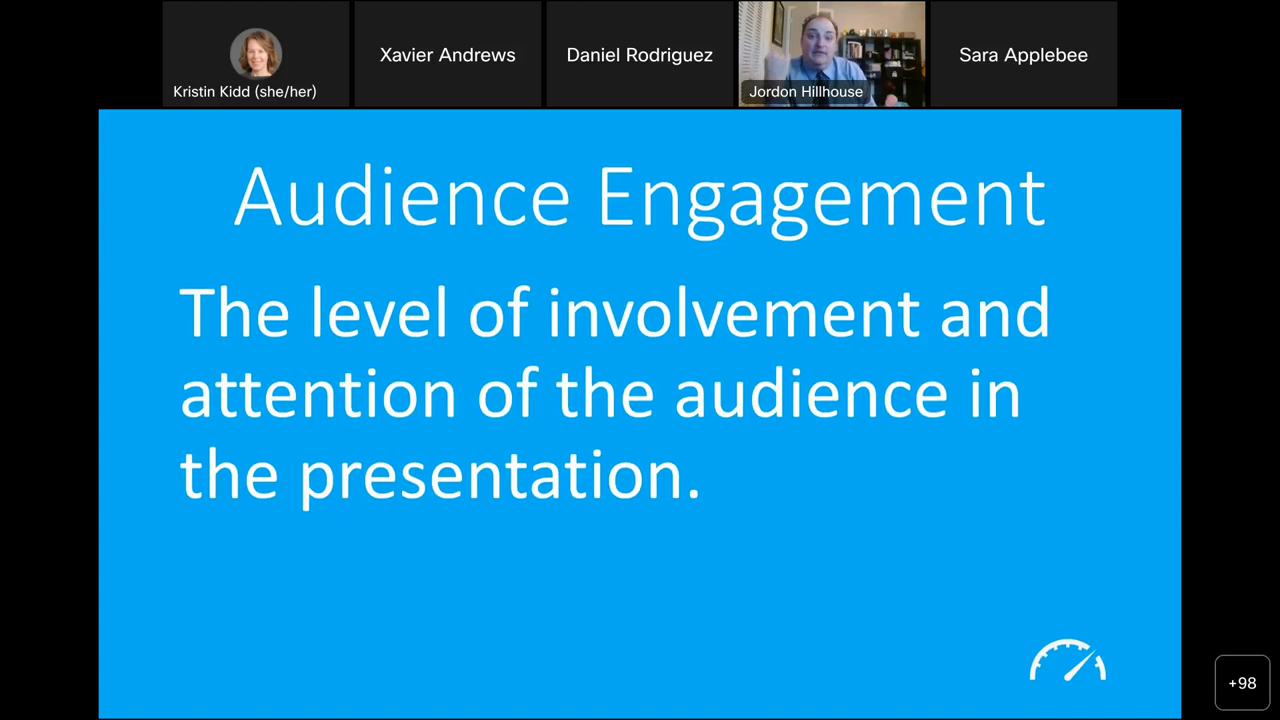 Kristin Kidd (she/her)
Xavier Andrews
Daniel Rodriguez
Jordon Hillhouse
Sara Applebee
Audience Engagement
The level of involvement and
attention of the audience in
the presentation.
+98